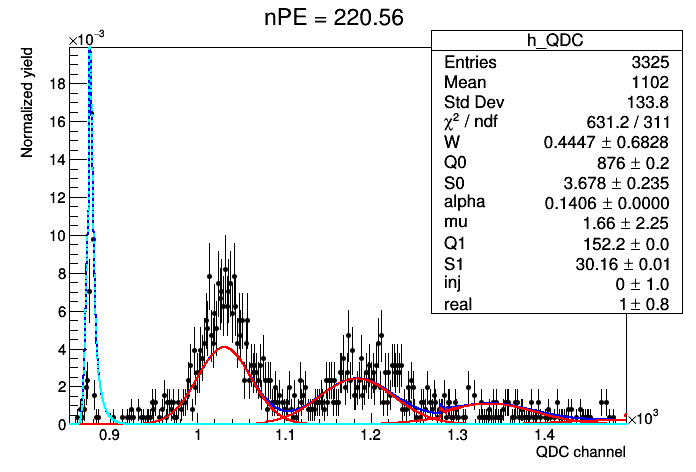 nPE = 220.56
×10⁻³
h_QDC
Entries 3325
Mean 1102
Std Dev 133.8
χ² / ndf 631.2 / 311
W 0.4447 ± 0.6828
Q0 876 ± 0.2
S0 3.678 ± 0.235
alpha 0.1406 ± 0.0000
mu 1.66 ± 2.25
Q1 152.2 ± 0.0
S1 30.16 ± 0.01
inj 0 ± 1.0
real 1 ± 0.8
Normalized yield
18
16
14
12
10
8
6
4
2
0
0.9 1 1.1 1.2 1.3 1.4
×10³
QDC channel